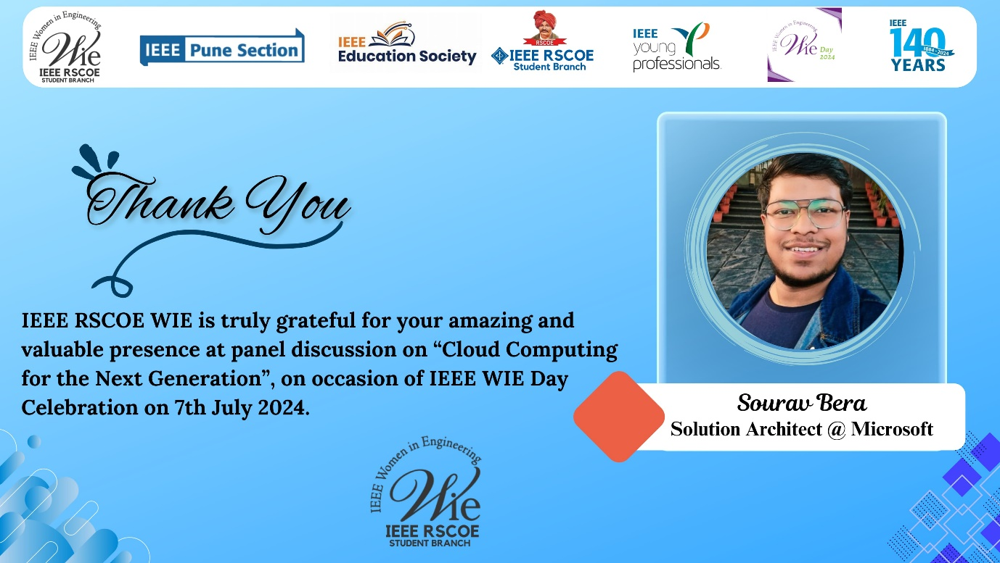 IEEE Women in Engineering
Wie
IEEE RSCOE
STUDENT BRANCH
IEEE Pune Section
IEEE
Education Society
RSCOE
IEEE RSCOE
Student Branch
IEEE
young
professionals
IEEE Women in Engineering
Wie Day
2024
IEEE
140
1884-2024
YEARS
Thank You
IEEE RSCOE WIE is truly grateful for your amazing and
valuable presence at panel discussion on “Cloud Computing
for the Next Generation”, on occasion of IEEE WIE Day
Celebration on 7th July 2024.
Sourav Bera
Solution Architect @ Microsoft
IEEE Women in Engineering
Wie
IEEE RSCOE
STUDENT BRANCH